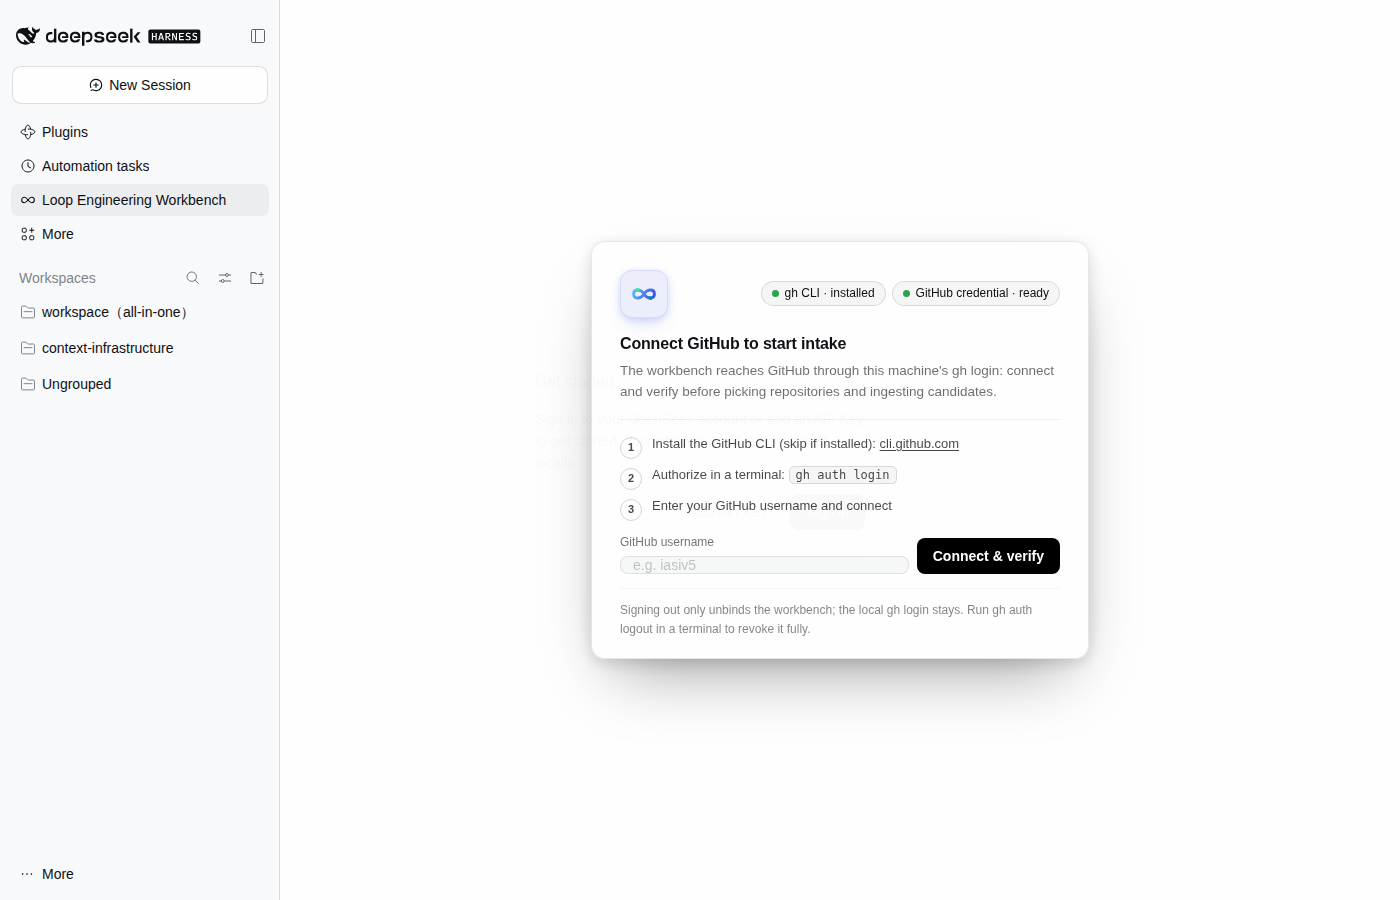 deepseek HARNESS
New Session
Plugins
Automation tasks
Loop Engineering Workbench
More
Workspaces
workspace（all-in-one）
context-infrastructure
Ungrouped
More
gh CLI · installed
GitHub credential · ready
Connect GitHub to start intake
The workbench reaches GitHub through this machine's gh login: connect
and verify before picking repositories and ingesting candidates.
1 Install the GitHub CLI (skip if installed): cli.github.com
2 Authorize in a terminal: gh auth login
3 Enter your GitHub username and connect
GitHub username
e.g. iasiv5
Connect & verify
Signing out only unbinds the workbench; the local gh login stays. Run gh auth
logout in a terminal to revoke it fully.